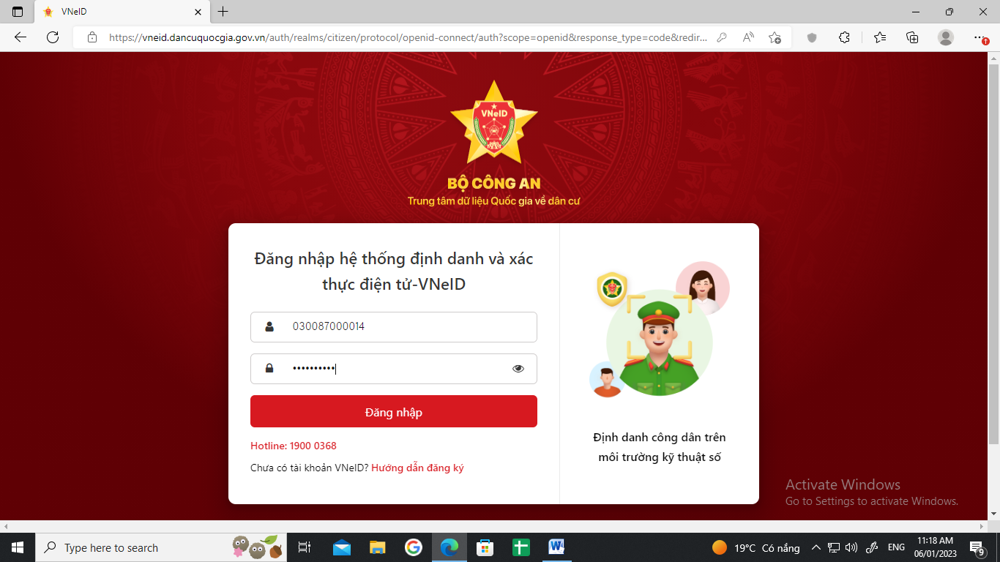 VNeID
https://vneid.dancuquocgia.gov.vn/auth/realms/citizen/protocol/openid-connect/auth?scope=openid&response_type=code&redir...
VNeID
BỘ CÔNG AN
Trung tâm dữ liệu Quốc gia về dân cư
Đăng nhập hệ thống định danh và xác
thực điện tử-VNeID
030087000014
••••••••••
Đăng nhập
Hotline: 1900 0368
Chưa có tài khoản VNeID? Hướng dẫn đăng ký
Định danh công dân trên
môi trường kỹ thuật số
Activate Windows
Go to Settings to activate Windows.
Type here to search
19°C Có nắng
ENG
11:18 AM
06/01/2023
9